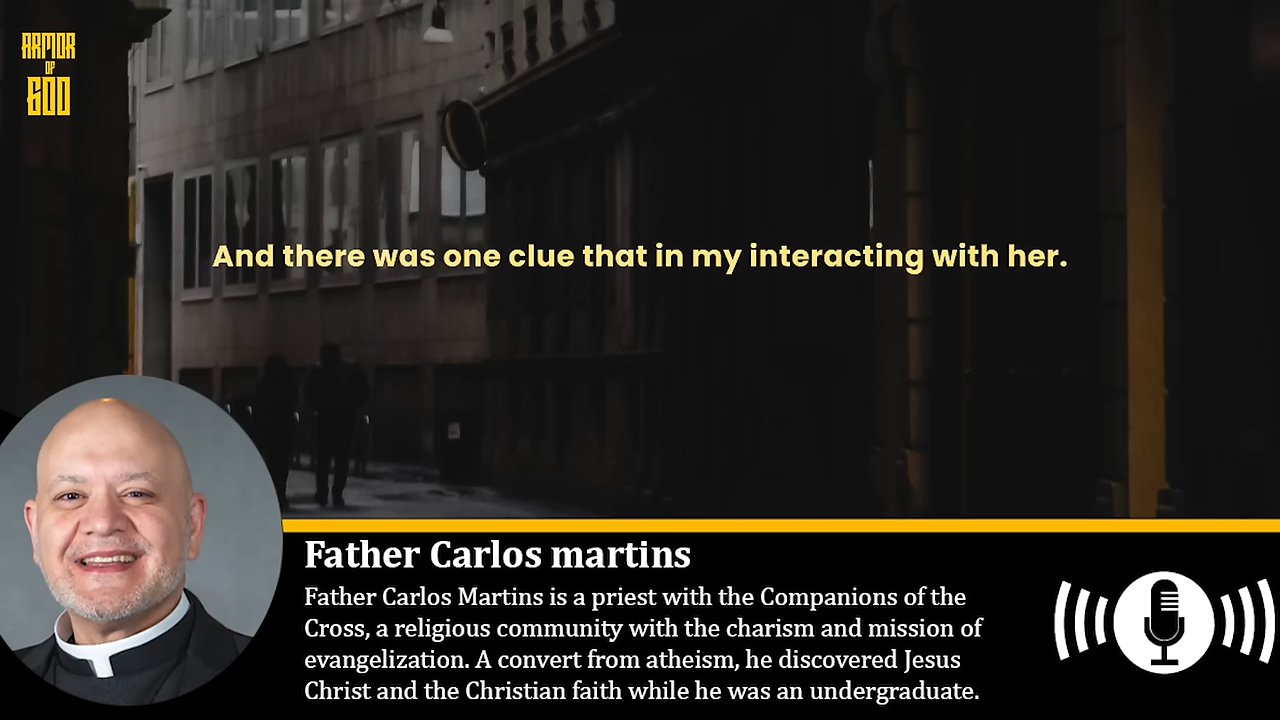 ARMOR
OF
GOD
And there was one clue that in my interacting with her.
Father Carlos martins
Father Carlos Martins is a priest with the Companions of the
Cross, a religious community with the charism and mission of
evangelization. A convert from atheism, he discovered Jesus
Christ and the Christian faith while he was an undergraduate.